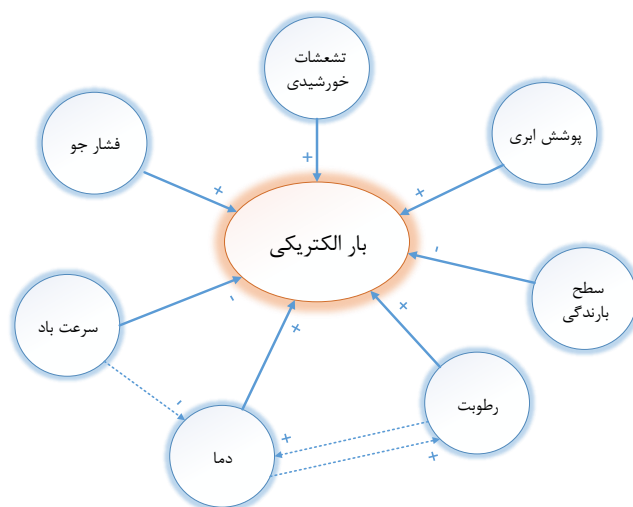 تشعشات
خورشیدی
پوشش ابری
فشار جو
+
+
+
بار الکتریکی
-
سطح
بارندگی
سرعت باد
-
+
+
رطوبت
-
دما
+
+